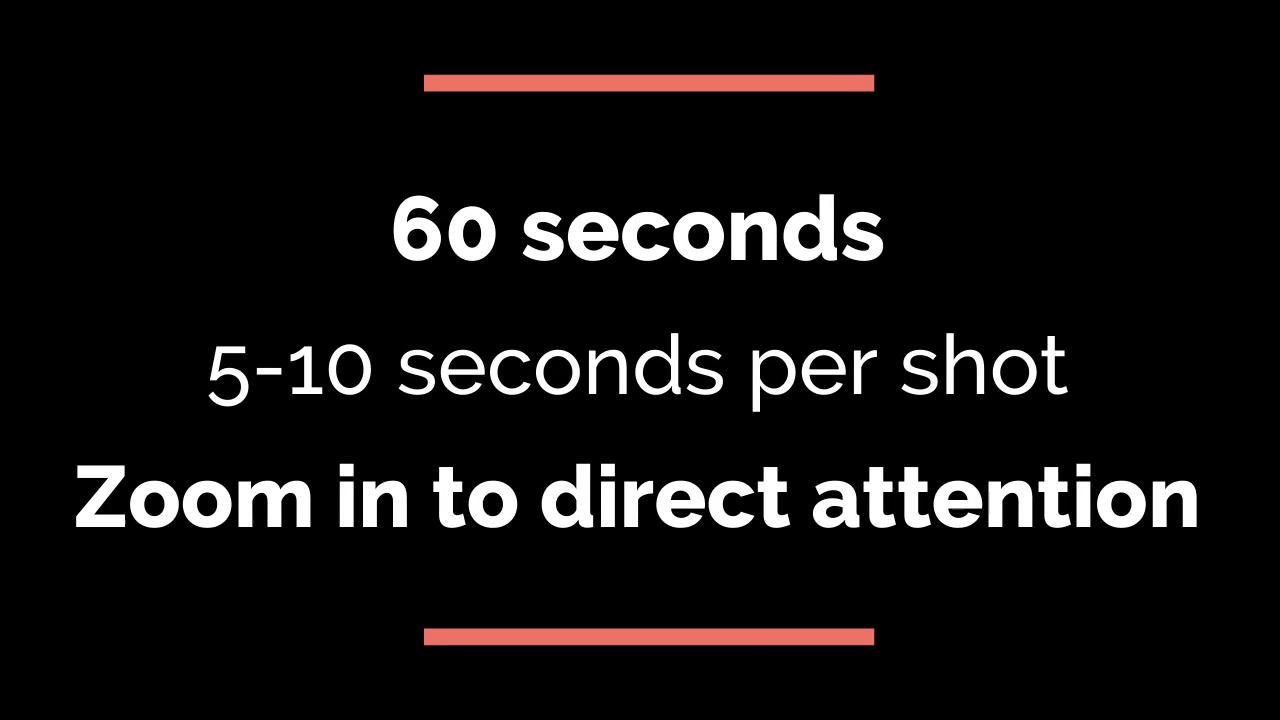 60 seconds
5-10 seconds per shot
Zoom in to direct attention